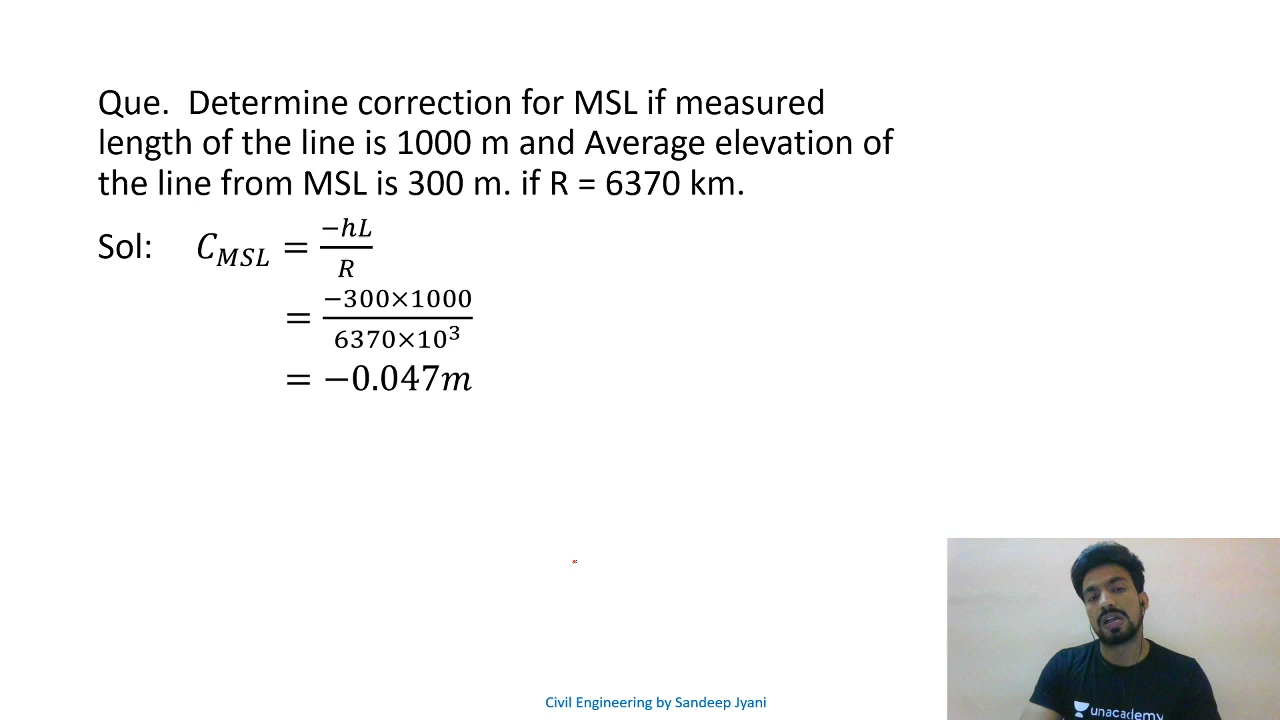 Que. Determine correction for MSL if measured
length of the line is 1000 m and Average elevation of
the line from MSL is 300 m. if R = 6370 km.
Sol: C_MSL = −hL/R
= −300×1000/6370×10³
= −0.047m
unacademy
Civil Engineering by Sandeep Jyani